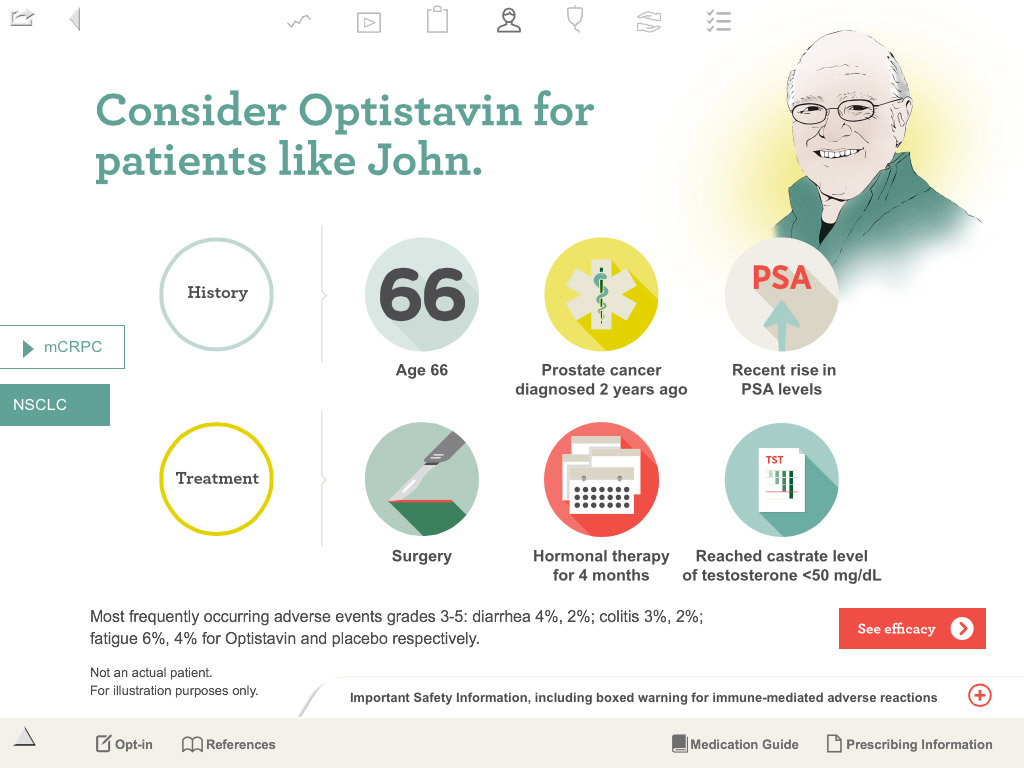 Consider Optistavin for
patients like John.
History
66
PSA
Age 66
Prostate cancer
diagnosed 2 years ago
Recent rise in
PSA levels
mCRPC
NSCLC
Treatment
TST
Surgery
Hormonal therapy
for 4 months
Reached castrate level
of testosterone <50 mg/dL
Most frequently occurring adverse events grades 3-5: diarrhea 4%, 2%; colitis 3%, 2%;
fatigue 6%, 4% for Optistavin and placebo respectively.
See efficacy
Not an actual patient.
For illustration purposes only.
Important Safety Information, including boxed warning for immune-mediated adverse reactions
Opt-in
References
Medication Guide
Prescribing Information